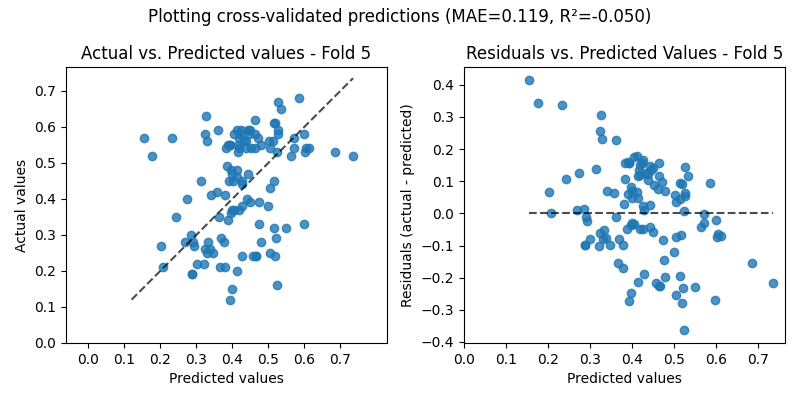 Plotting cross-validated predictions (MAE=0.119, R²=-0.050)
Actual vs. Predicted values - Fold 5
Residuals vs. Predicted Values - Fold 5
Actual values
0.7
0.6
0.5
0.4
0.3
0.2
0.1
0.0
0.0 0.1 0.2 0.3 0.4 0.5 0.6 0.7
Predicted values
Residuals (actual - predicted)
0.4
0.3
0.2
0.1
0.0
−0.1
−0.2
−0.3
−0.4
0.0 0.1 0.2 0.3 0.4 0.5 0.6 0.7
Predicted values